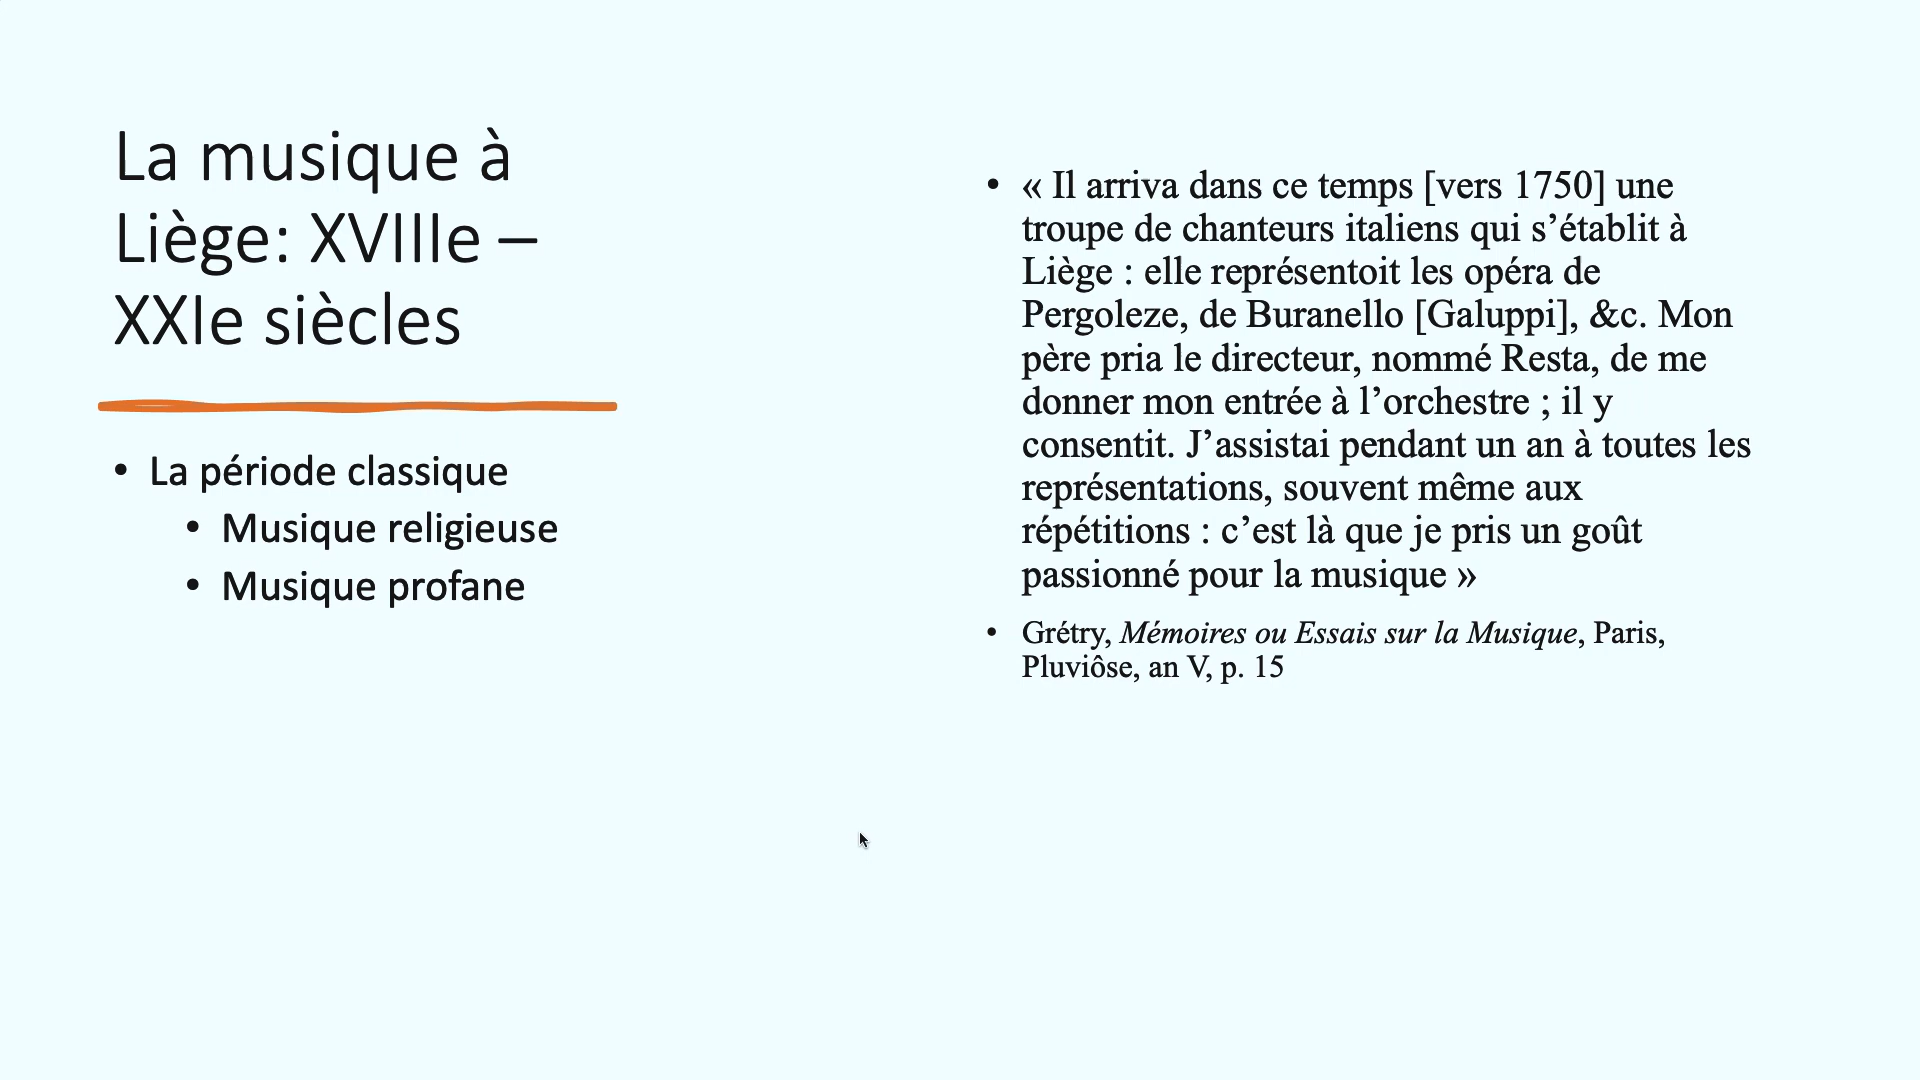 La musique à
Liège: XVIIIe –
XXIe siècles
• La période classique
• Musique religieuse
• Musique profane
• « Il arriva dans ce temps [vers 1750] une
troupe de chanteurs italiens qui s’établit à
Liège : elle représentoit les opéra de
Pergoleze, de Buranello [Galuppi], &c. Mon
père pria le directeur, nommé Resta, de me
donner mon entrée à l’orchestre ; il y
consentit. J’assistai pendant un an à toutes les
représentations, souvent même aux
répétitions : c’est là que je pris un goût
passionné pour la musique »
• Grétry, Mémoires ou Essais sur la Musique, Paris,
Pluviôse, an V, p. 15